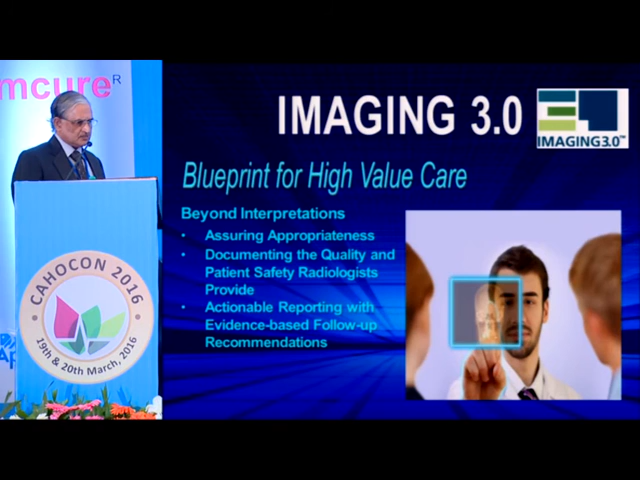 mcure R
IMAGING 3.0
IMAGING3.0™
Blueprint for High Value Care
Beyond Interpretations
• Assuring Appropriateness
• Documenting the Quality and
Patient Safety Radiologists
Provide
• Actionable Reporting with
Evidence-based Follow-up
Recommendations
CAHOCON 2016
19th & 20th March, 2016